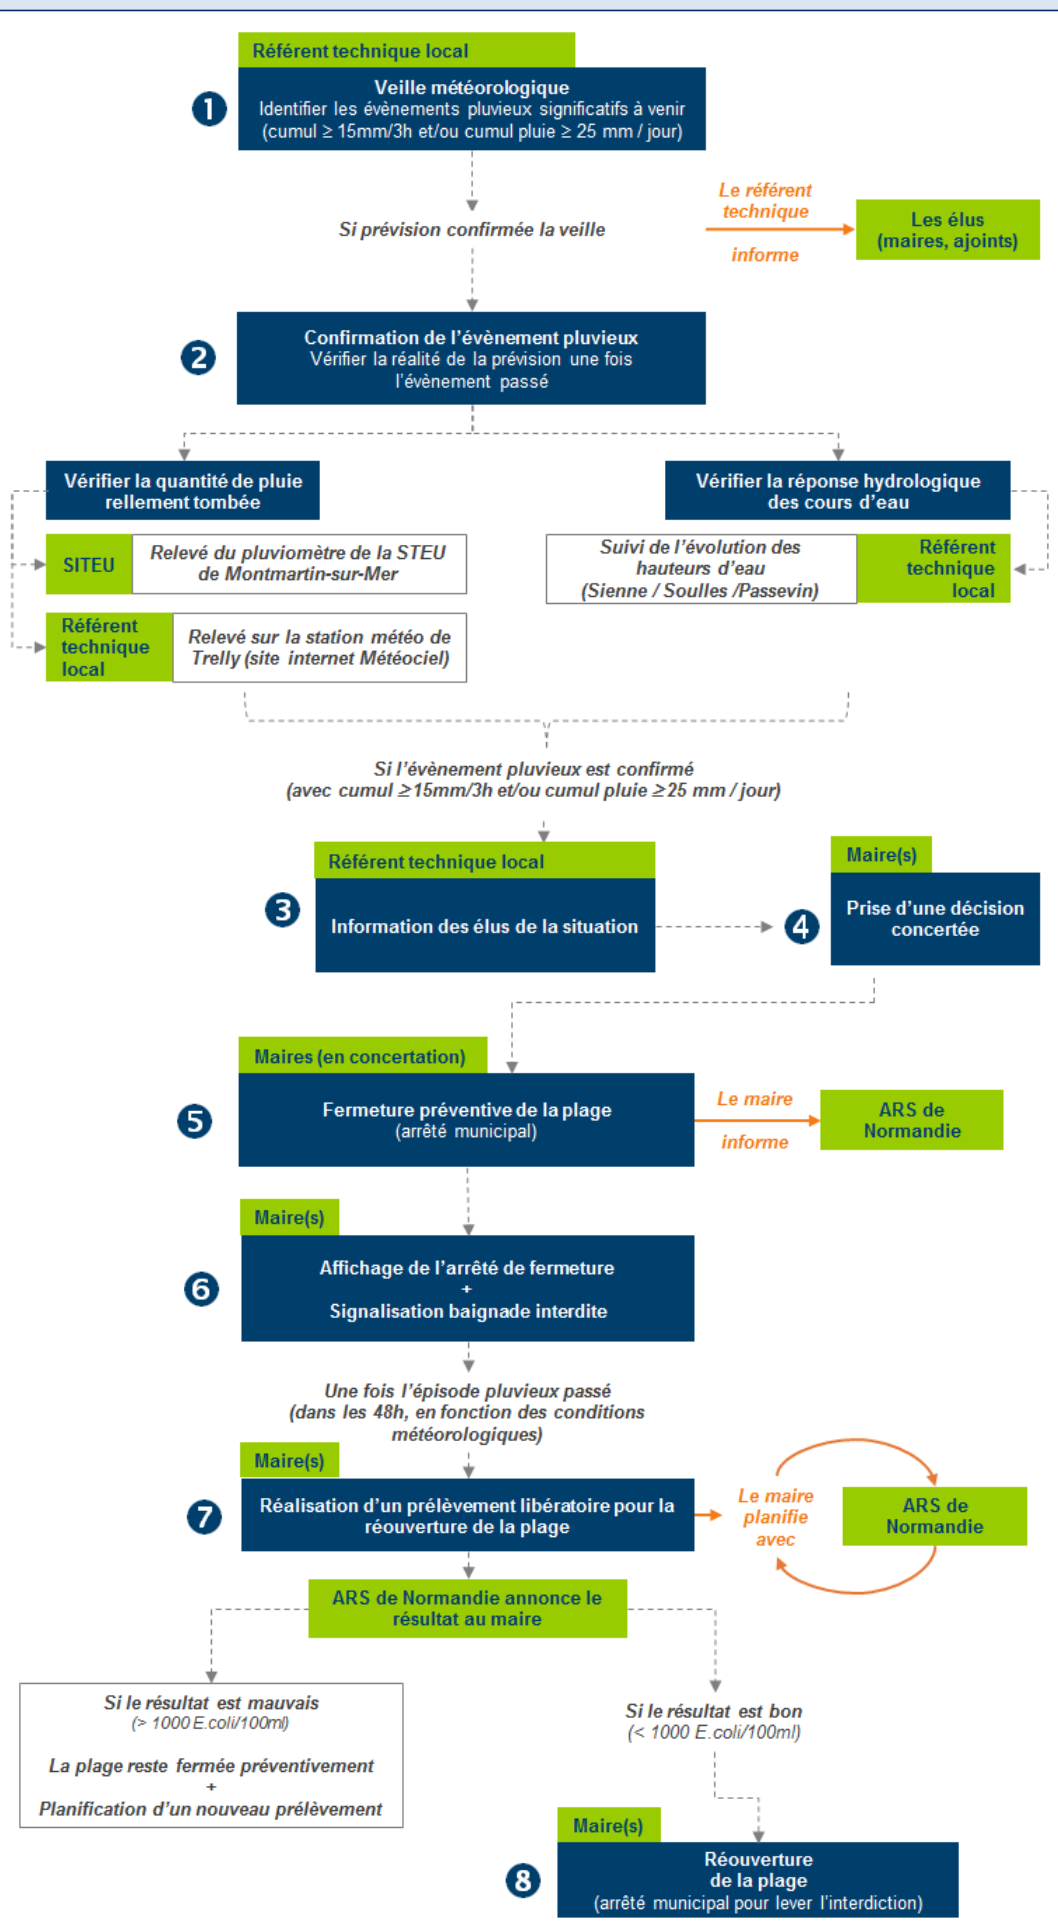 Référent technique local
1
Veille météorologique
Identifier les évènements pluvieux significatifs à venir
(cumul ≥ 15mm/3h et/ou cumul pluie ≥ 25 mm / jour)
Si prévision confirmée la veille
Le référent
technique
informe
Les élus
(maires, ajoints)
2
Confirmation de l'évènement pluvieux
Vérifier la réalité de la prévision une fois
l'évènement passé
Vérifier la quantité de pluie
rellement tombée
SITEU
Relevé du pluviomètre de la STEU
de Montmartin-sur-Mer
Référent
technique
local
Relevé sur la station météo de
Trelly (site internet Météociel)
Vérifier la réponse hydrologique
des cours d'eau
Suivi de l'évolution des
hauteurs d'eau
(Sienne / Soulles /Passevin)
Référent
technique
local
Si l'évènement pluvieux est confirmé
(avec cumul ≥15mm/3h et/ou cumul pluie ≥25 mm / jour)
Référent technique local
3
Information des élus de la situation
Maire(s)
4
Prise d'une décision
concertée
Maires (en concertation)
5
Fermeture préventive de la plage
(arrêté municipal)
Le maire
informe
ARS de
Normandie
Maire(s)
6
Affichage de l'arrêté de fermeture
+
Signalisation baignade interdite
Une fois l'épisode pluvieux passé
(dans les 48h, en fonction des conditions
météorologiques)
Maire(s)
7
Réalisation d'un prélèvement libératoire pour la
réouverture de la plage
Le maire
planifie
avec
ARS de
Normandie
ARS de Normandie annonce le
résultat au maire
Si le résultat est mauvais
(> 1000 E.coli/100ml)
La plage reste fermée préventivement
+
Planification d'un nouveau prélèvement
Si le résultat est bon
(< 1000 E.coli/100ml)
Maire(s)
8
Réouverture
de la plage
(arrêté municipal pour lever l'interdiction)